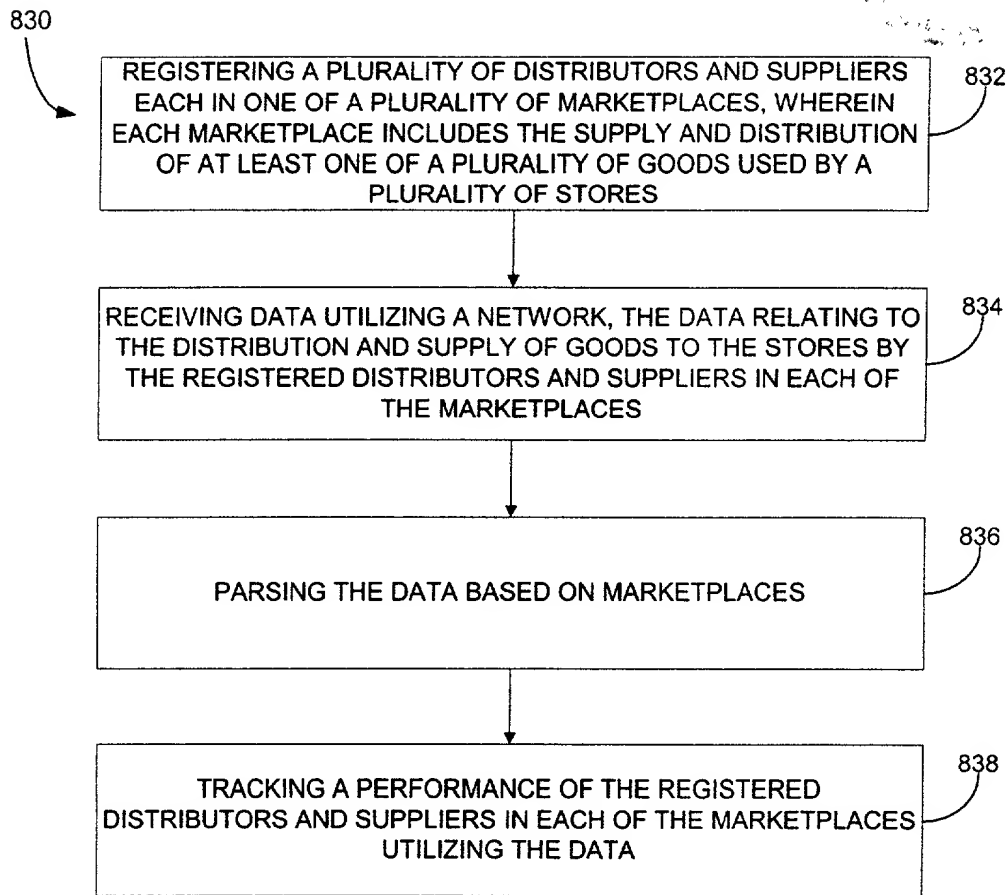 830
REGISTERING A PLURALITY OF DISTRIBUTORS AND SUPPLIERS
EACH IN ONE OF A PLURALITY OF MARKETPLACES, WHEREIN
EACH MARKETPLACE INCLUDES THE SUPPLY AND DISTRIBUTION
OF AT LEAST ONE OF A PLURALITY OF GOODS USED BY A
PLURALITY OF STORES
832
RECEIVING DATA UTILIZING A NETWORK, THE DATA RELATING TO
THE DISTRIBUTION AND SUPPLY OF GOODS TO THE STORES BY
THE REGISTERED DISTRIBUTORS AND SUPPLIERS IN EACH OF
THE MARKETPLACES
834
PARSING THE DATA BASED ON MARKETPLACES
836
TRACKING A PERFORMANCE OF THE REGISTERED
DISTRIBUTORS AND SUPPLIERS IN EACH OF THE MARKETPLACES
UTILIZING THE DATA
838